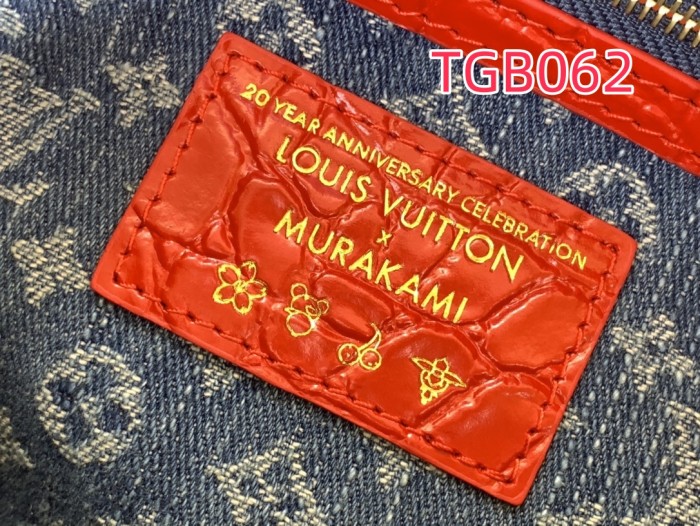 TGB062
20 YEAR ANNIVERSARY CELEBRATION
LOUIS VUITTON
x
MURAKAMI